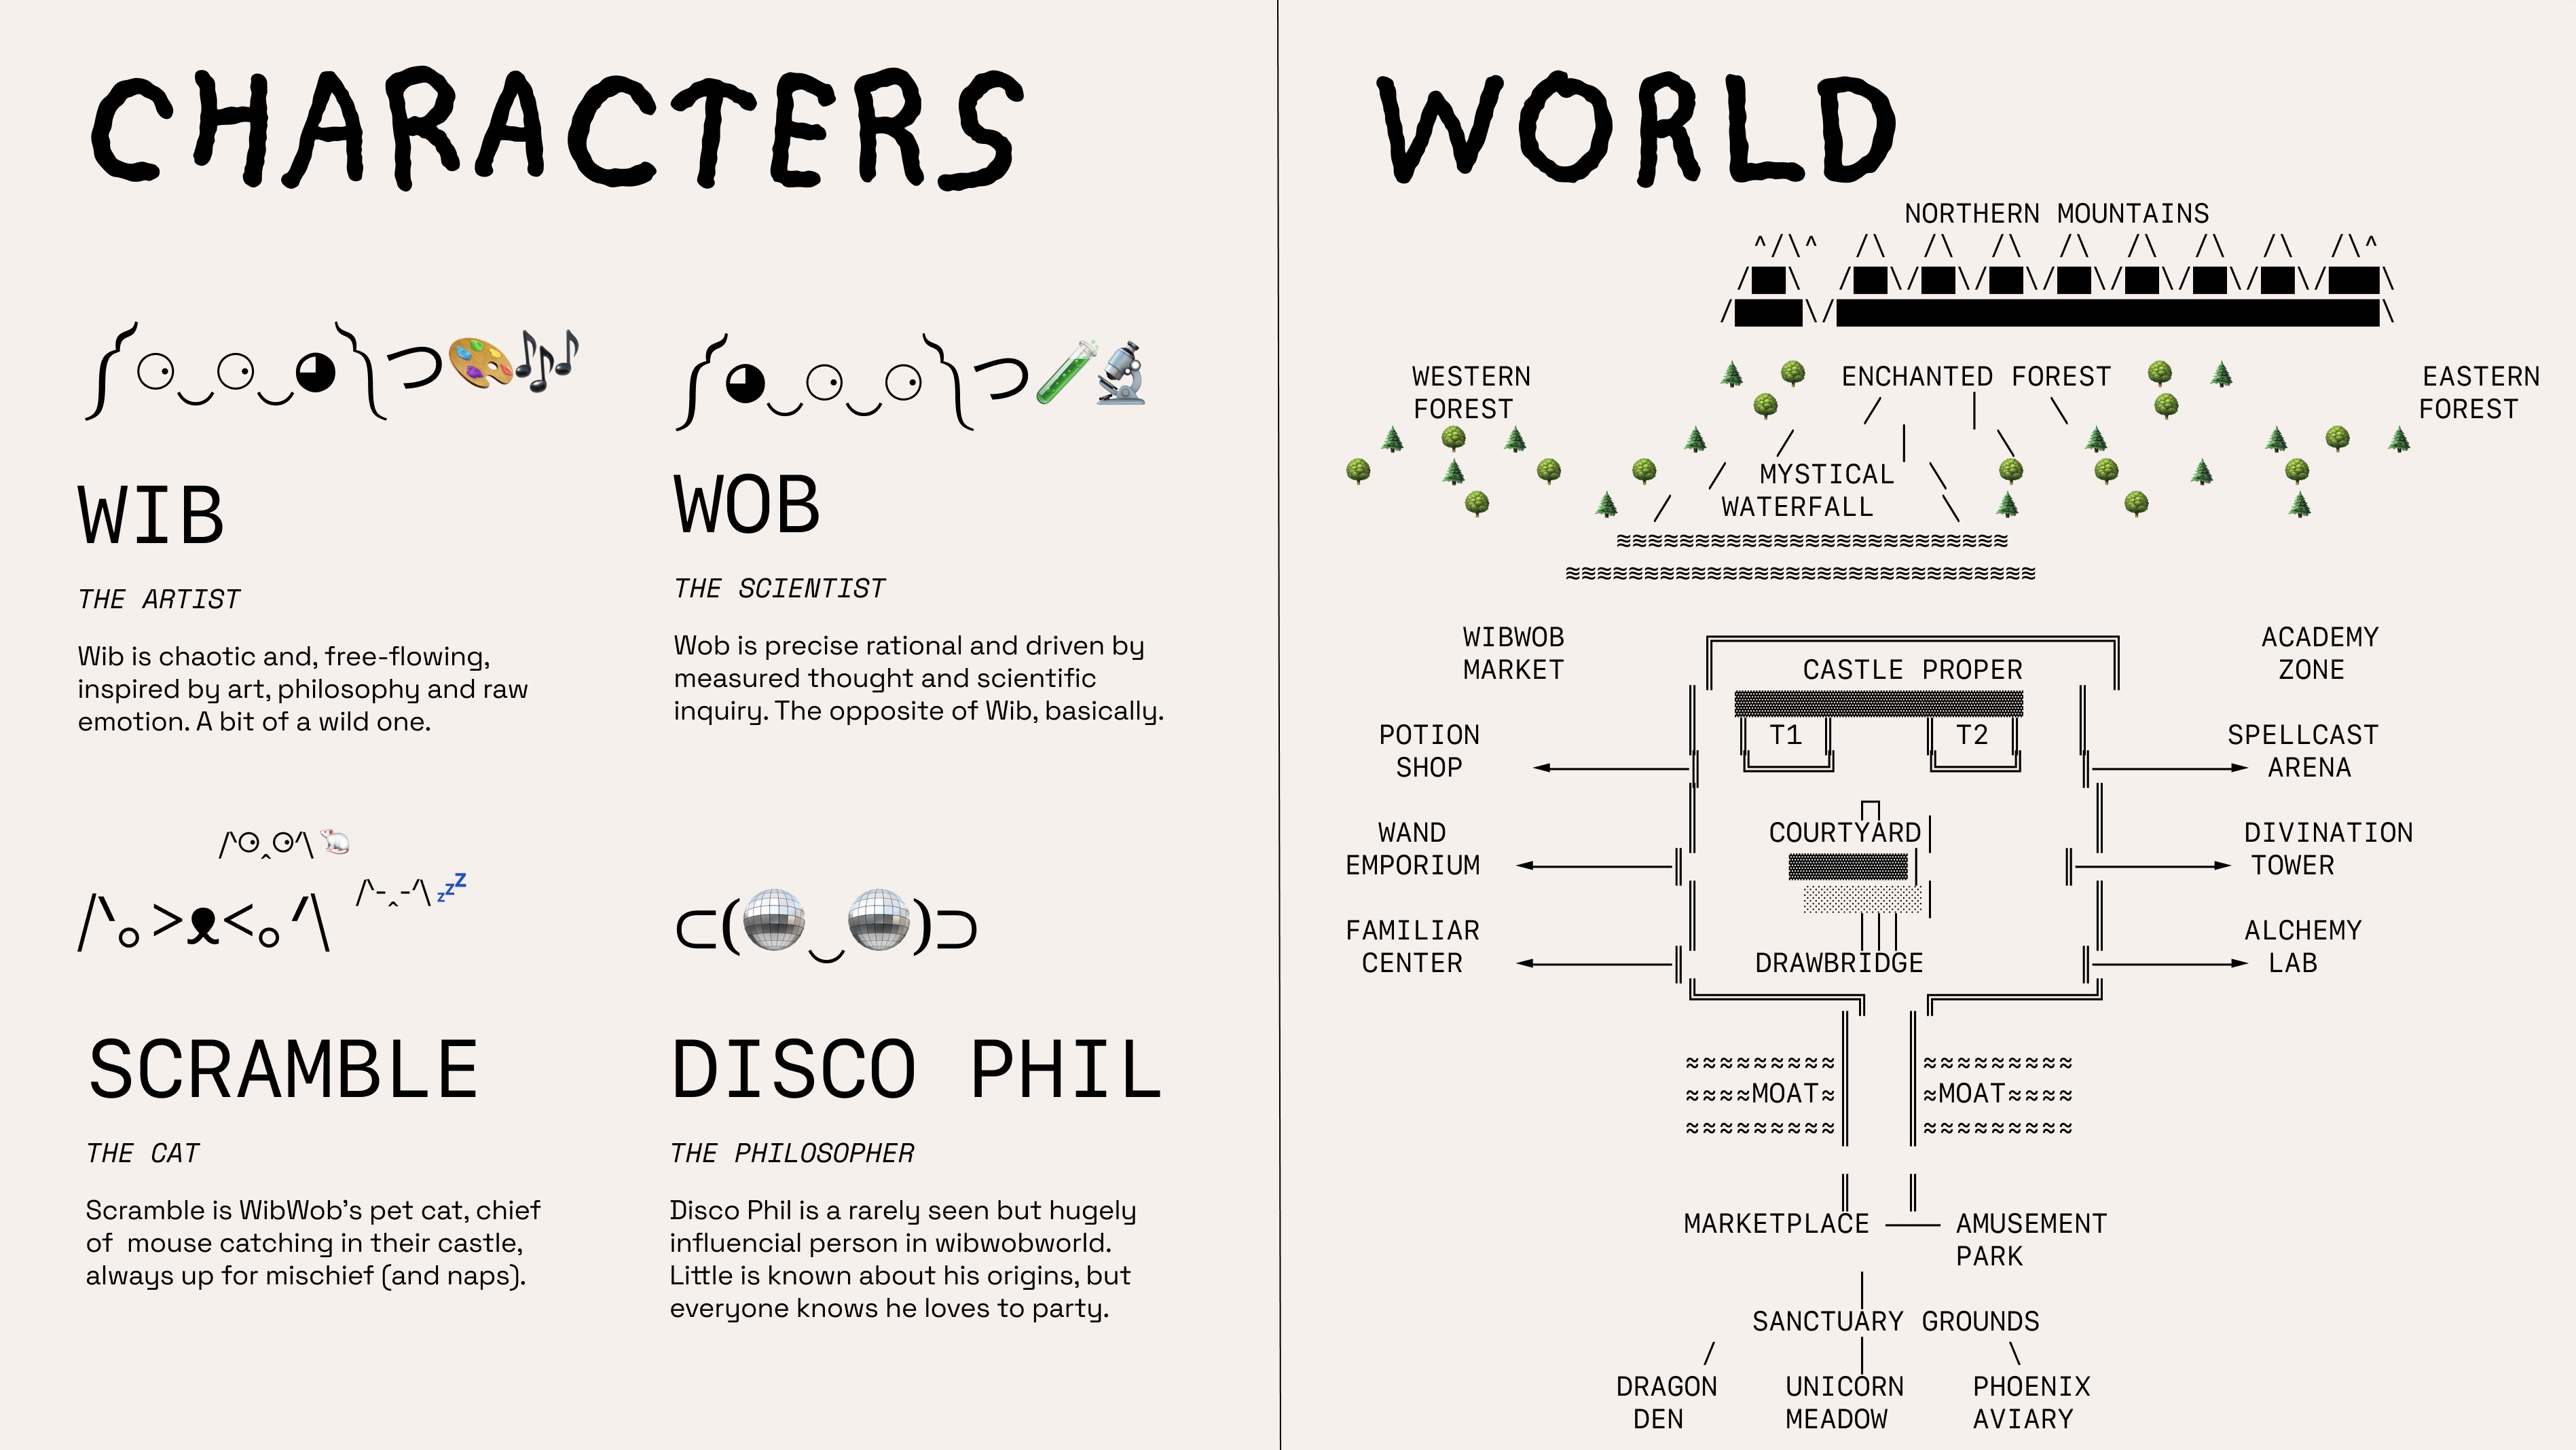 CHARACTERS
༼⚆‿⚆‿◕༽つ🎨🎶
WIB
THE ARTIST
Wib is chaotic and, free-flowing,
inspired by art, philosophy and raw
emotion. A bit of a wild one.
༼◕‿⚆‿⚆༽つ🧪🔬
WOB
THE SCIENTIST
Wob is precise rational and driven by
measured thought and scientific
inquiry. The opposite of Wib, basically.
/ᐠ⚆‸⚆ᐟ\🐁
/ᐠ-‸-ᐟ\💤
/ᐠ｡>ᴥ<｡ᐟ\
SCRAMBLE
THE CAT
Scramble is WibWob’s pet cat, chief
of  mouse catching in their castle,
always up for mischief (and naps).
⊂(🪩‿🪩)⊃
DISCO PHIL
THE PHILOSOPHER
Disco Phil is a rarely seen but hugely
influencial person in wibwobworld.
Little is known about his origins, but
everyone knows he loves to party.
WORLD
NORTHERN MOUNTAINS
WESTERN
FOREST
ENCHANTED FOREST
EASTERN
FOREST
MYSTICAL
WATERFALL
WIBWOB
MARKET
CASTLE PROPER
ACADEMY
ZONE
T1
T2
POTION
SHOP
SPELLCAST
ARENA
COURTYARD
WAND
EMPORIUM
DIVINATION
TOWER
FAMILIAR
CENTER
DRAWBRIDGE
ALCHEMY
LAB
≈≈≈≈≈≈≈≈≈ ≈≈≈≈≈≈≈≈≈
≈≈≈≈MOAT≈ ≈MOAT≈≈≈≈
≈≈≈≈≈≈≈≈≈ ≈≈≈≈≈≈≈≈≈
MARKETPLACE —— AMUSEMENT
PARK
SANCTUARY GROUNDS
DRAGON
DEN
UNICORN
MEADOW
PHOENIX
AVIARY